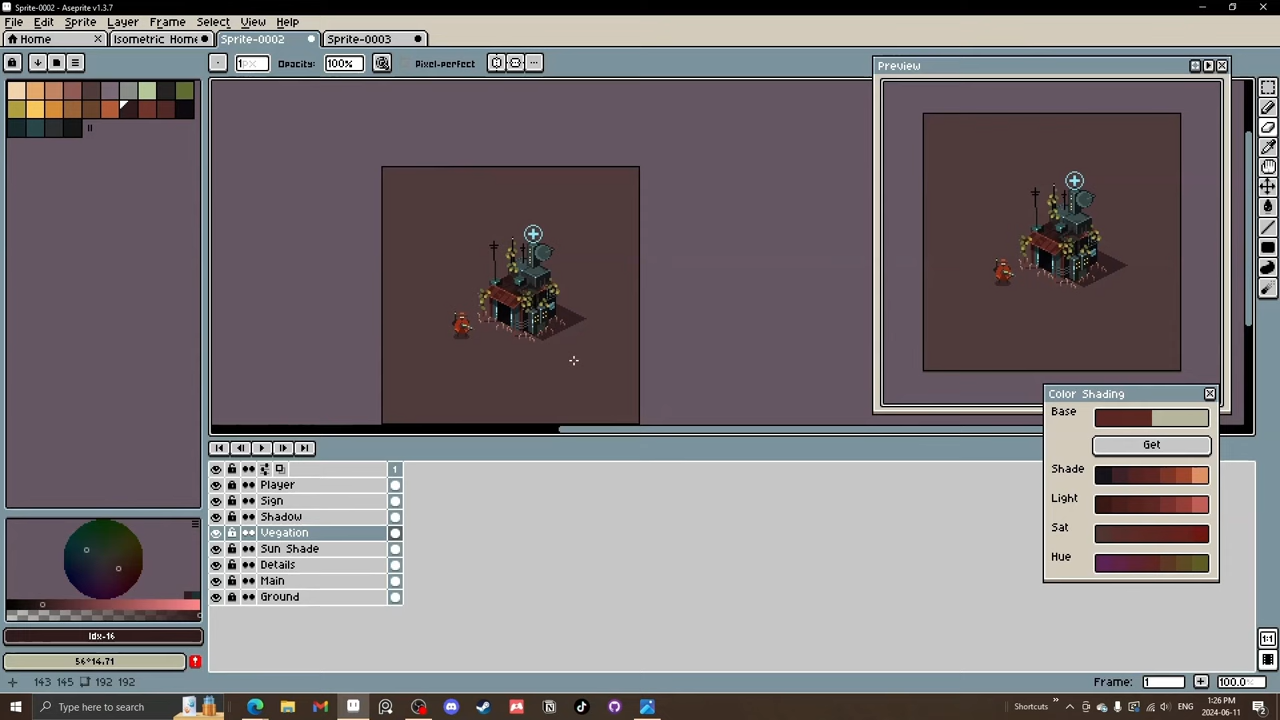 Sprite-0002 - Aseprite v1.3.7
File Edit Sprite Layer Frame Select View Help
Home Isometric Home Sprite-0002 Sprite-0003
1px Opacity: 100% Pixel-perfect
Preview
Color Shading
Base
Get
Shade
Light
Sat
Hue
1
Player
Sign
Shadow
Vegation
Sun Shade
Details
Main
Ground
Idx-16
56°14.71
143 145 192 192
Frame: 1 100.0
1:1
Type here to search
Shortcuts
ENG
1:26 PM
2024-06-11